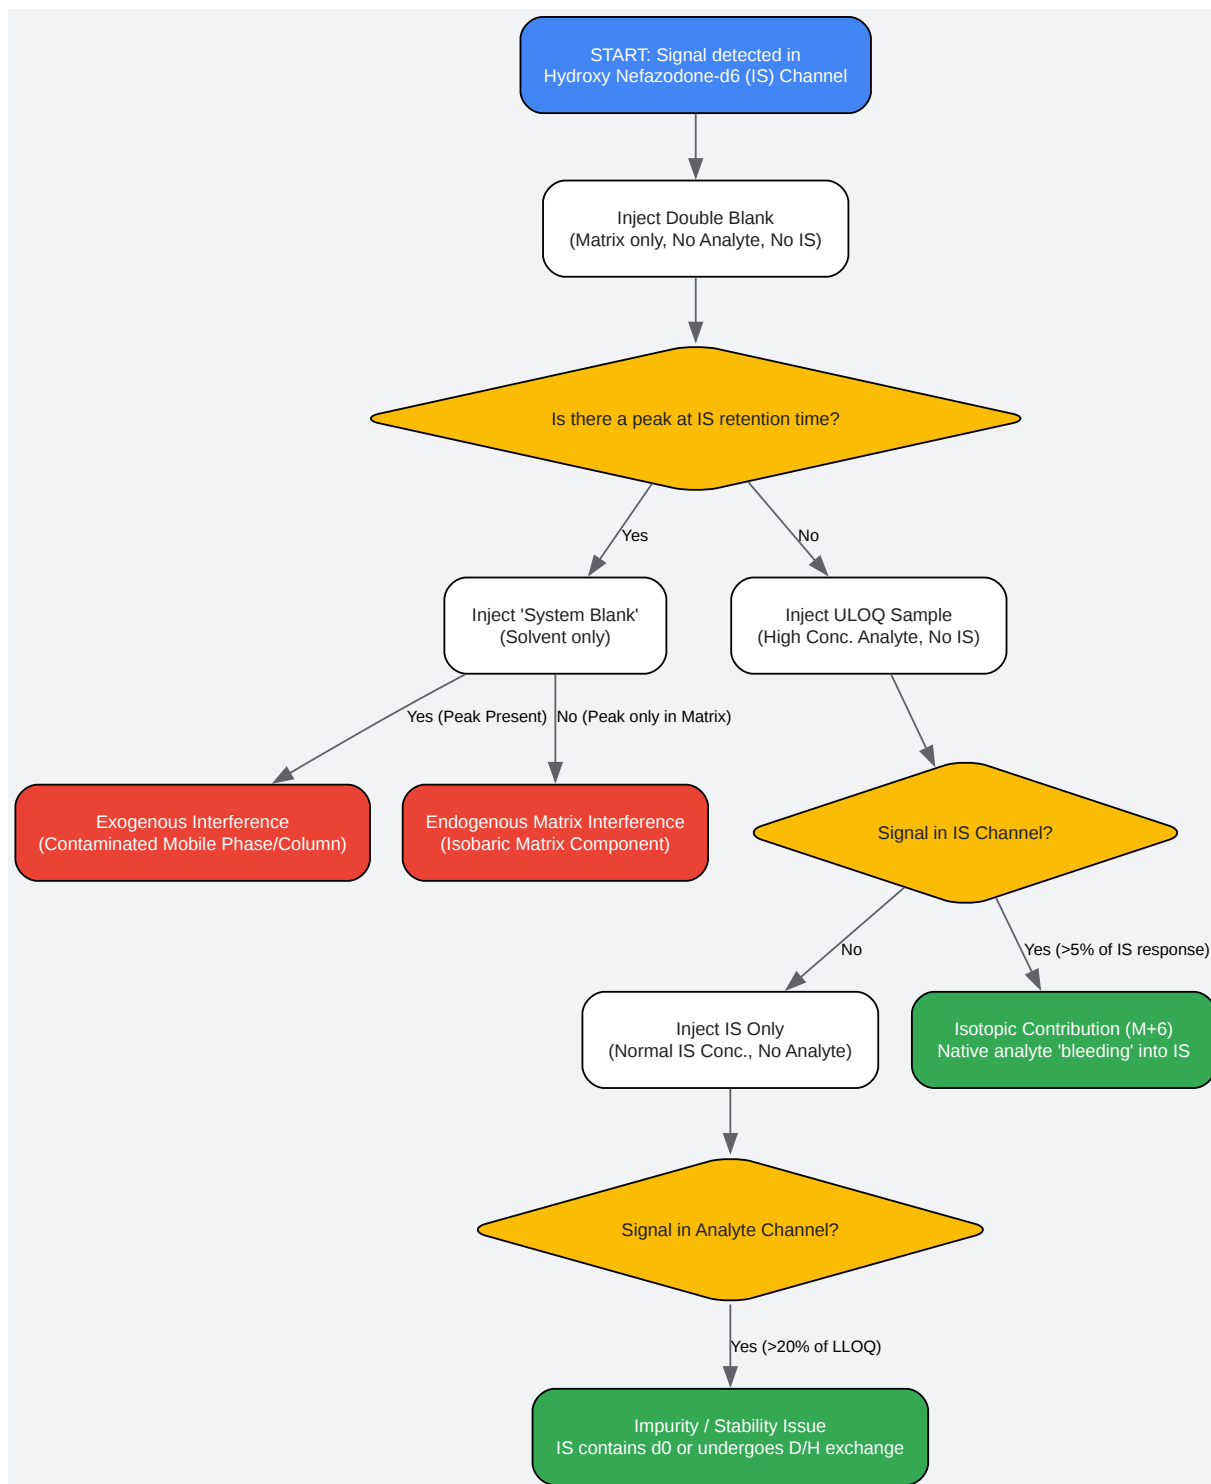 START: Signal detected in
Hydroxy Nefazodone-d6 (IS) Channel
Inject Double Blank
(Matrix only, No Analyte, No IS)
Is there a peak at IS retention time?
Yes
No
Inject 'System Blank'
(Solvent only)
Inject ULOQ Sample
(High Conc. Analyte, No IS)
Yes (Peak Present)
No (Peak only in Matrix)
Exogenous Interference
(Contaminated Mobile Phase/Column)
Endogenous Matrix Interference
(Isobaric Matrix Component)
Signal in IS Channel?
No
Yes (>5% of IS response)
Inject IS Only
(Normal IS Conc., No Analyte)
Isotopic Contribution (M+6)
Native analyte 'bleeding' into IS
Signal in Analyte Channel?
Yes (>20% of LLOQ)
Impurity / Stability Issue
IS contains d0 or undergoes D/H exchange